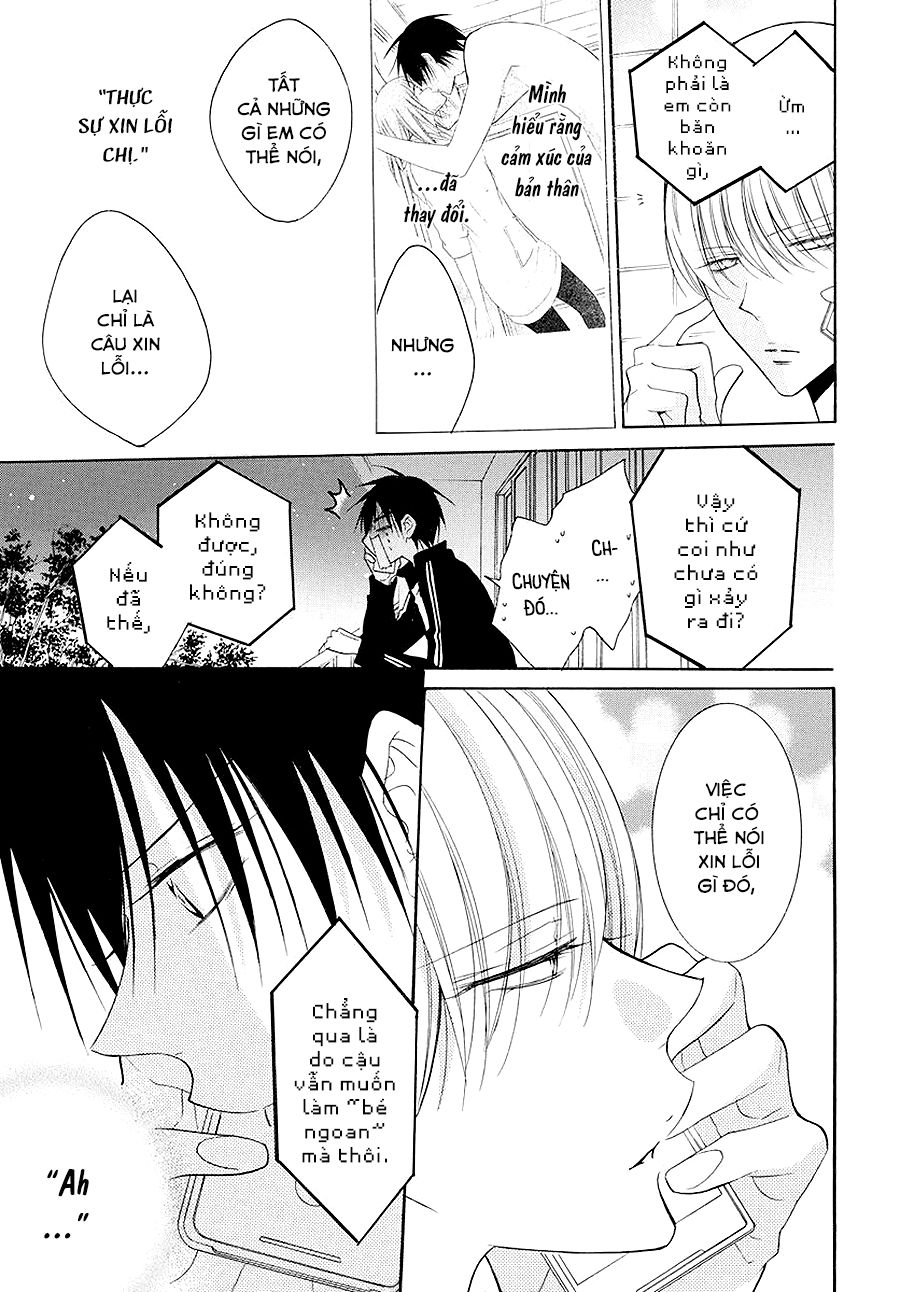 Ừm
...
Không
phải là
em còn
băn
khoăn
gì,
Mình
hiểu rằng
cảm xúc của
bản thân
...đã
thay đổi.
NHƯNG
...
TẤT
CẢ NHỮNG
GÌ EM CÓ
THỂ NÓI,
"THỰC
SỰ XIN LỖI
CHỊ."
LẠI
CHỈ LÀ
CÂU XIN
LỖI...
Vậy
thì cứ
coi như
chưa có
gì xảy
ra đi?
CH-
...
CHUYỆN
ĐÓ...
Không
được,
đúng
không?
Nếu
đã
thế,
VIỆC
CHỈ CÓ
THỂ NÓI
XIN LỖI
GÌ ĐÓ,
Chẳng
qua là
do cậu
vẫn muốn
làm "bé
ngoan"
mà thôi.
"Ah
..."